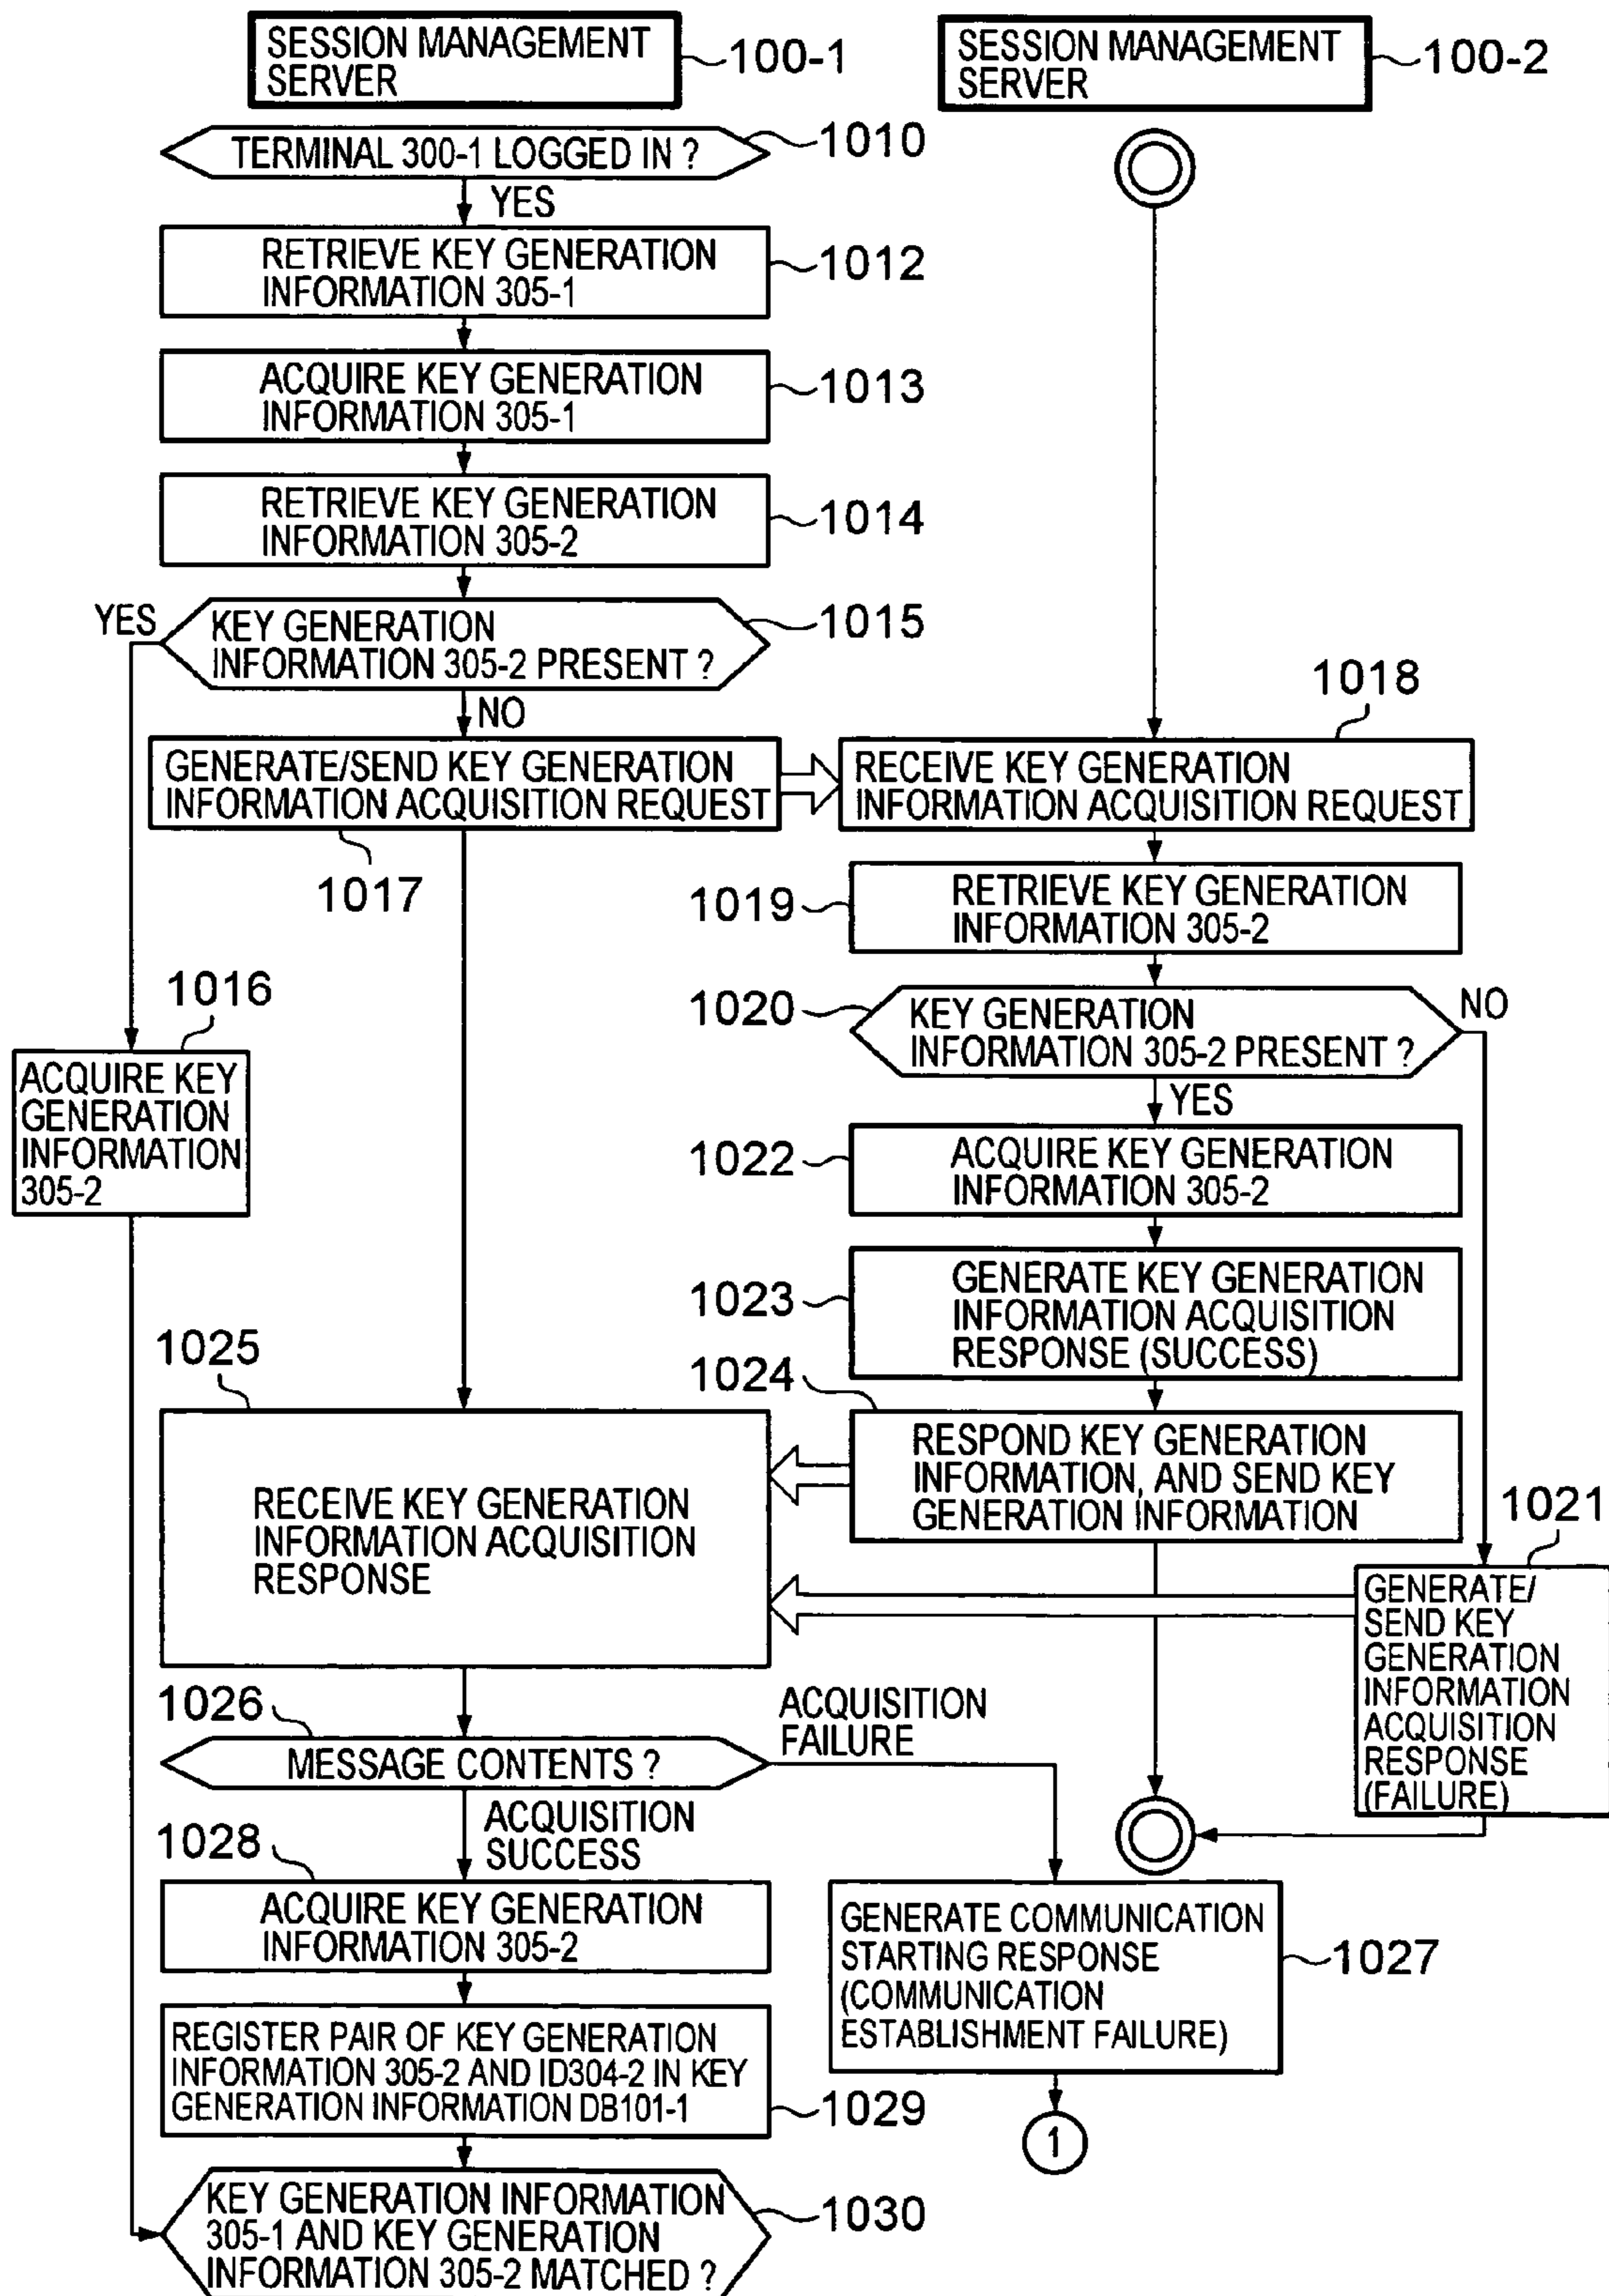 SESSION MANAGEMENT
SERVER
100-1
SESSION MANAGEMENT
SERVER
100-2
TERMINAL 300-1 LOGGED IN ?
1010
YES
RETRIEVE KEY GENERATION
INFORMATION 305-1
1012
ACQUIRE KEY GENERATION
INFORMATION 305-1
1013
RETRIEVE KEY GENERATION
INFORMATION 305-2
1014
YES
KEY GENERATION
INFORMATION 305-2 PRESENT ?
1015
NO
GENERATE/SEND KEY GENERATION
INFORMATION ACQUISITION REQUEST
1017
1018
RECEIVE KEY GENERATION
INFORMATION ACQUISITION REQUEST
1019
RETRIEVE KEY GENERATION
INFORMATION 305-2
1016
ACQUIRE KEY
GENERATION
INFORMATION
305-2
1020
KEY GENERATION
INFORMATION 305-2 PRESENT ?
NO
YES
1022
ACQUIRE KEY GENERATION
INFORMATION 305-2
1023
GENERATE KEY GENERATION
INFORMATION ACQUISITION
RESPONSE (SUCCESS)
1025
1024
RECEIVE KEY GENERATION
INFORMATION ACQUISITION
RESPONSE
RESPOND KEY GENERATION
INFORMATION, AND SEND KEY
GENERATION INFORMATION
1021
GENERATE/
SEND KEY
GENERATION
INFORMATION
ACQUISITION
RESPONSE
(FAILURE)
1026
MESSAGE CONTENTS ?
ACQUISITION
FAILURE
ACQUISITION
SUCCESS
1028
ACQUIRE KEY GENERATION
INFORMATION 305-2
GENERATE COMMUNICATION
STARTING RESPONSE
(COMMUNICATION
ESTABLISHMENT FAILURE)
1027
REGISTER PAIR OF KEY GENERATION
INFORMATION 305-2 AND ID304-2 IN KEY
GENERATION INFORMATION DB101-1
1029
1
KEY GENERATION INFORMATION
305-1 AND KEY GENERATION
INFORMATION 305-2 MATCHED ?
1030